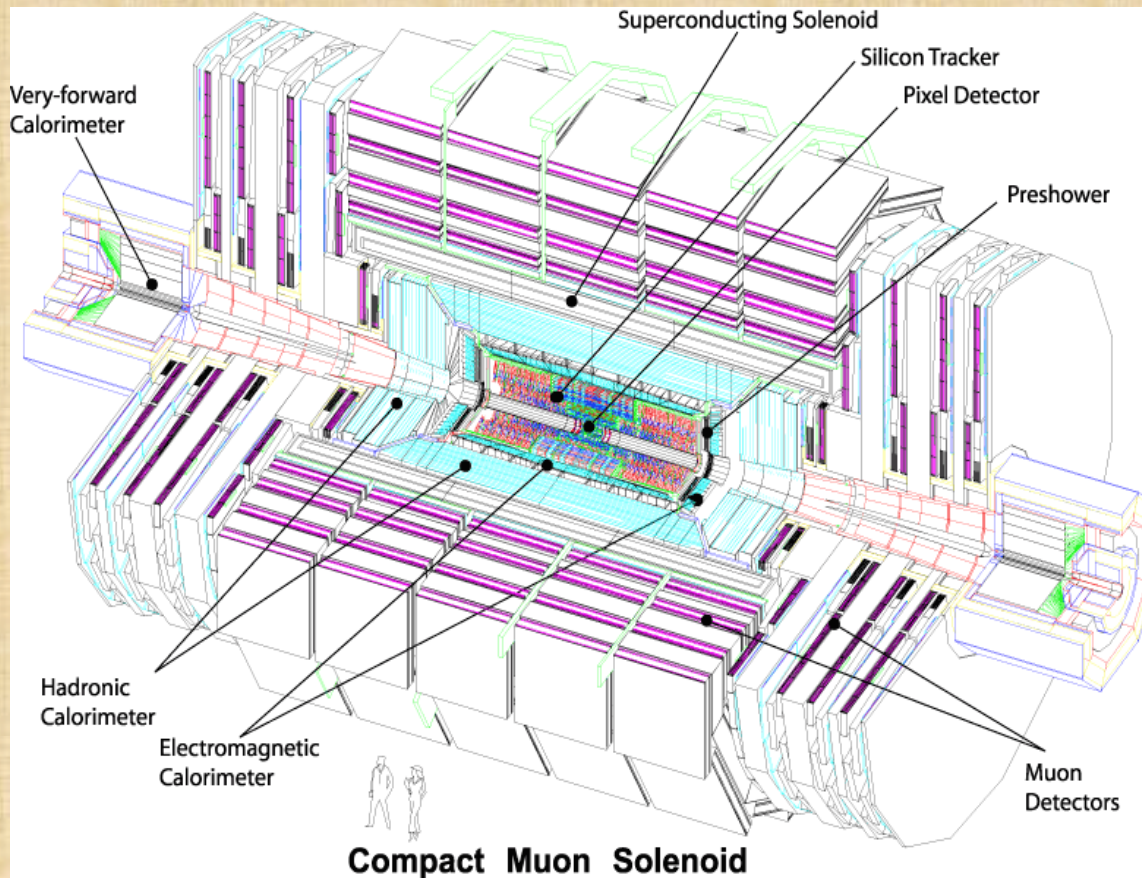 Superconducting Solenoid
Silicon Tracker
Pixel Detector
Very-forward
Calorimeter
Preshower
Hadronic
Calorimeter
Electromagnetic
Calorimeter
Muon
Detectors
Compact Muon Solenoid